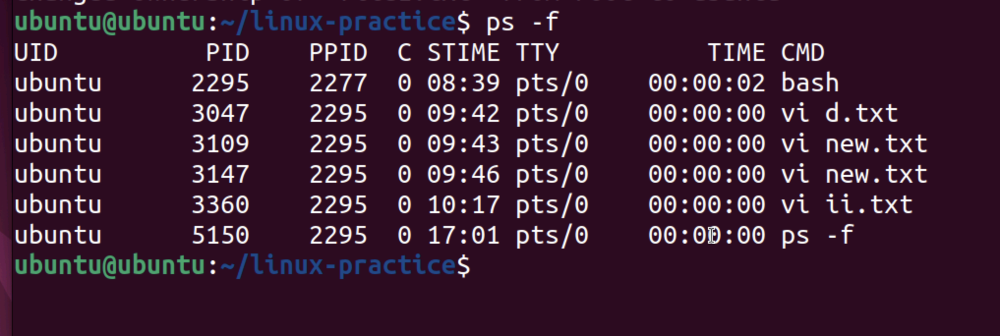 ubuntu@ubuntu:~/linux-practice$ ps -f
UID PID PPID C STIME TTY TIME CMD
ubuntu 2295 2277 0 08:39 pts/0 00:00:02 bash
ubuntu 3047 2295 0 09:42 pts/0 00:00:00 vi d.txt
ubuntu 3109 2295 0 09:43 pts/0 00:00:00 vi new.txt
ubuntu 3147 2295 0 09:46 pts/0 00:00:00 vi new.txt
ubuntu 3360 2295 0 10:17 pts/0 00:00:00 vi ii.txt
ubuntu 5150 2295 0 17:01 pts/0 00:00:00 ps -f
ubuntu@ubuntu:~/linux-practice$